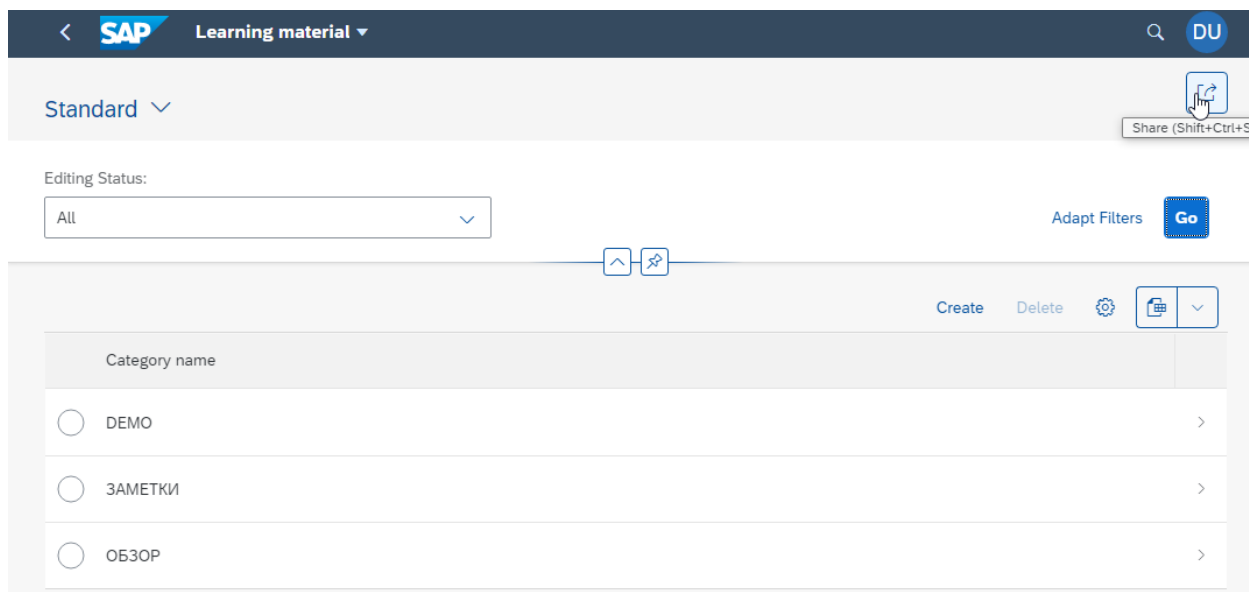 SAP Learning material
DU
Standard
Share (Shift+Ctrl+S
Editing Status:
All
Adapt Filters Go
Create Delete
Category name
DEMO
ЗАМЕТКИ
ОБЗОР